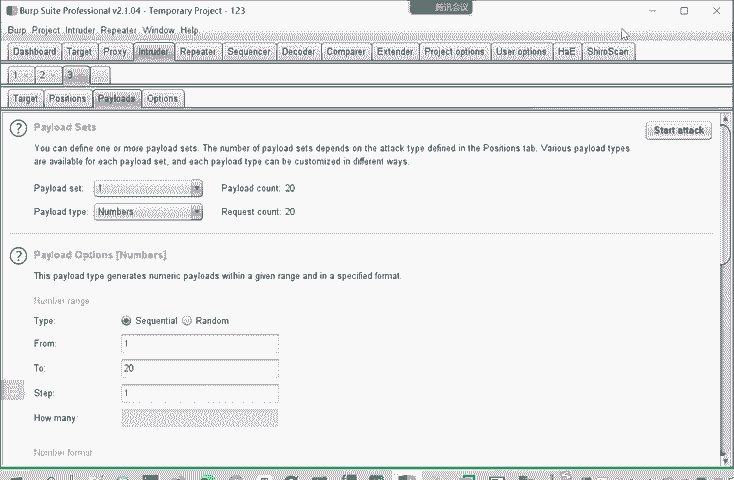 Burp Suite Professional v2.1.04 - Temporary Project - 123
腾讯会议
Burp Project Intruder Repeater Window Help
Dashboard Target Proxy Intruder Repeater Sequencer Decoder Comparer Extender Project options User options HaE ShiroScan
1 2 3
Target Positions Payloads Options
? Payload Sets
Start attack
You can define one or more payload sets. The number of payload sets depends on the attack type defined in the Positions tab. Various payload types
are available for each payload set, and each payload type can be customized in different ways.
Payload set: 1 Payload count: 20
Payload type: Numbers Request count: 20
? Payload Options [Numbers]
This payload type generates numeric payloads within a given range and in a specified format.
Number range
Type: Sequential Random
From: 1
To: 20
Step: 1
How many:
Number format